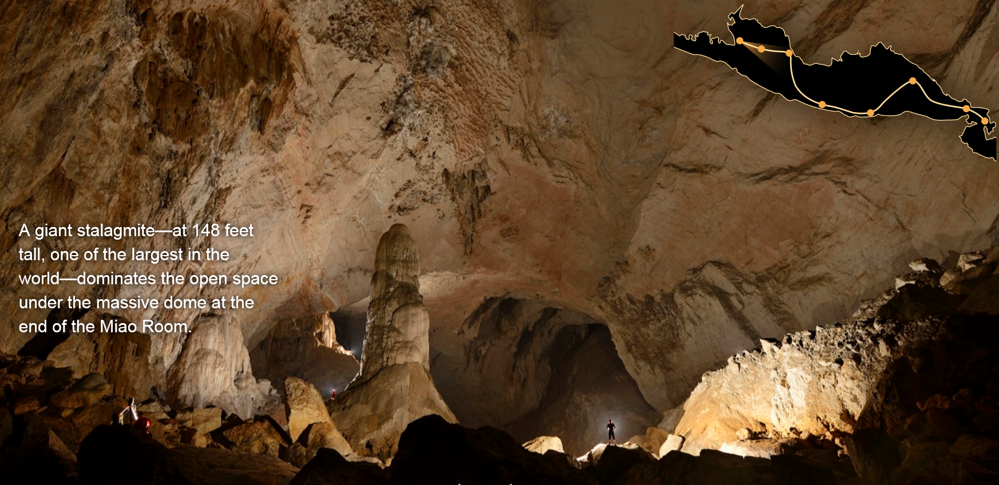 A giant stalagmite—at 148 feet
tall, one of the largest in the
world—dominates the open space
under the massive dome at the
end of the Miao Room.